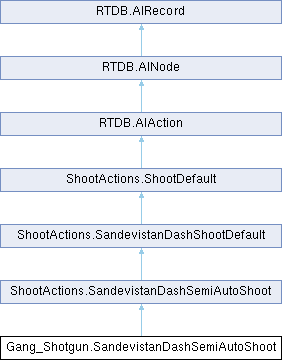 RTDB.AIRecord
RTDB.AINode
RTDB.AIAction
ShootActions.ShootDefault
ShootActions.SandevistanDashShootDefault
ShootActions.SandevistanDashSemiAutoShoot
Gang_Shotgun.SandevistanDashSemiAutoShoot